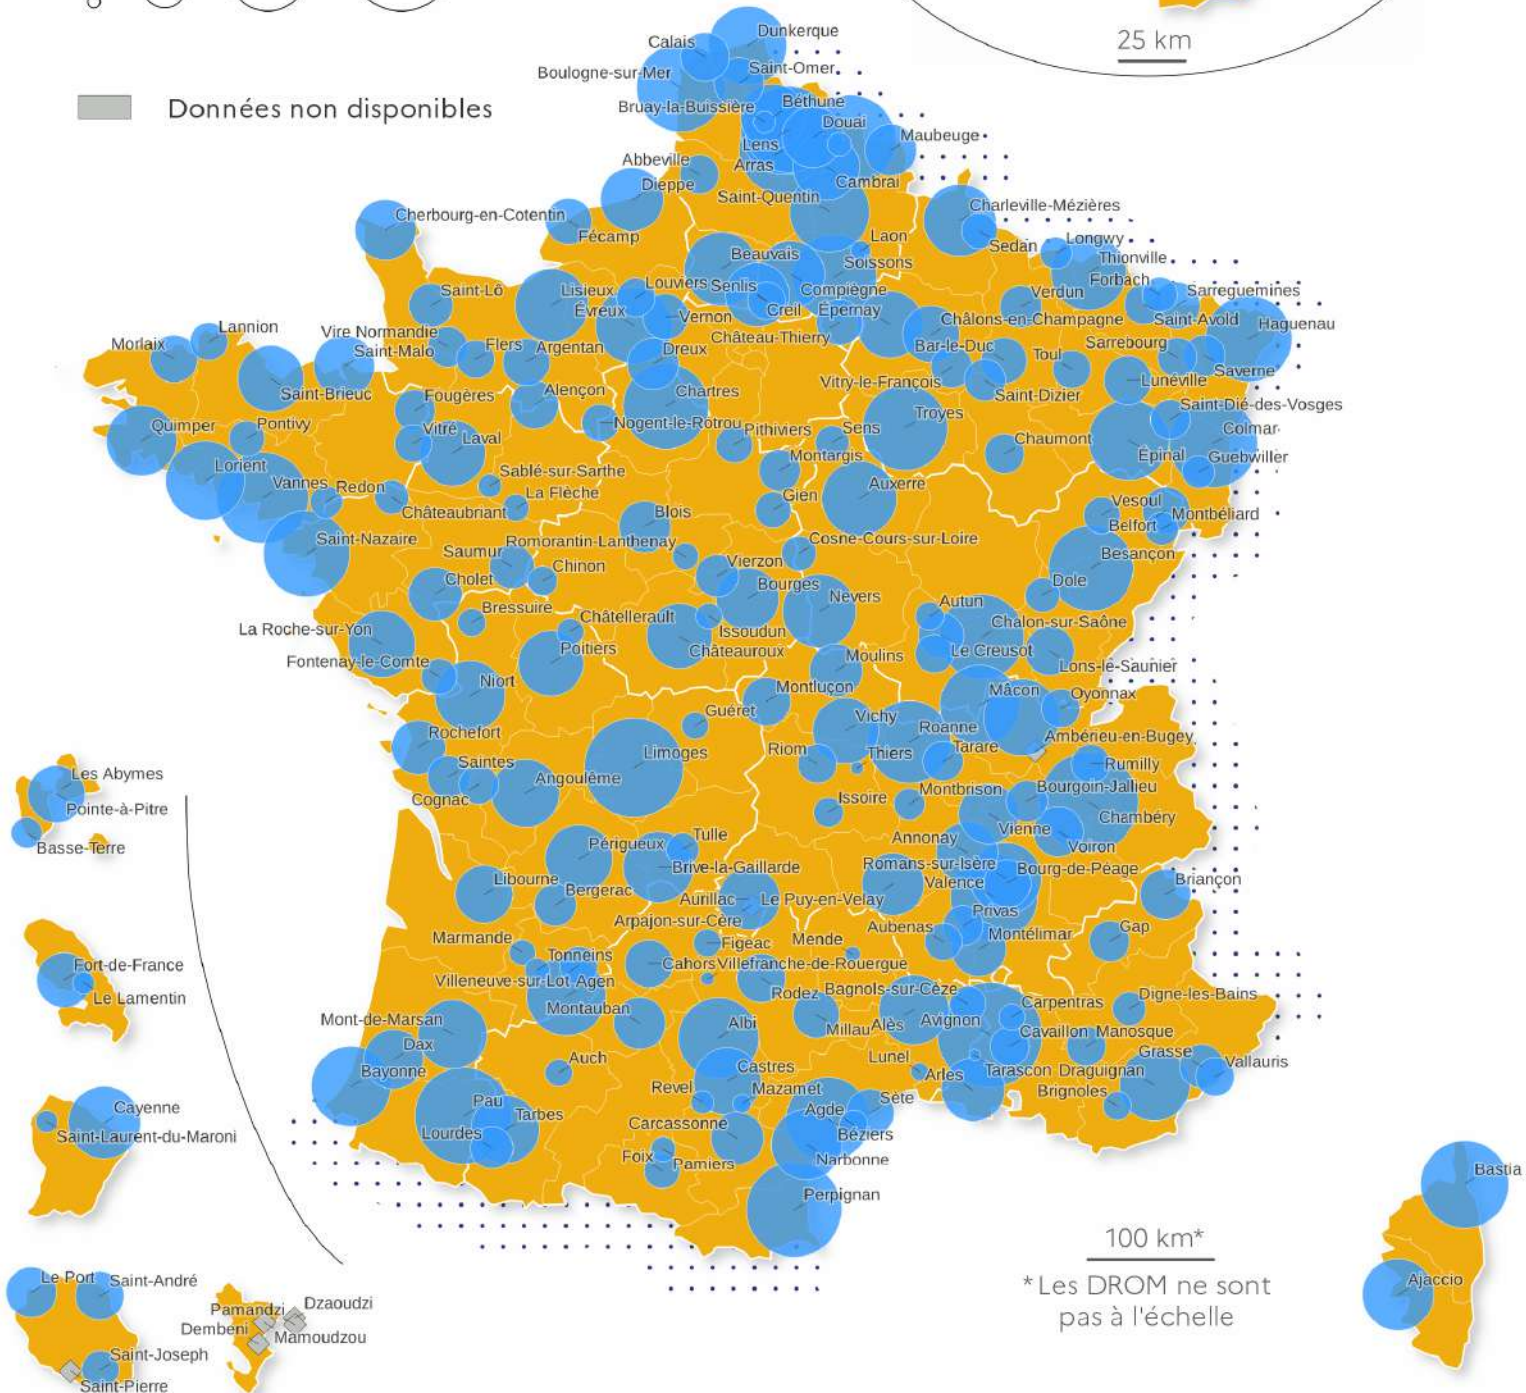 25 km
Données non disponibles
Dunkerque
Calais
Saint-Omer
Boulogne-sur-Mer
Béthune
Bruay-la-Buissière
Douai
Maubeuge
Lens
Abbeville
Arras
Dieppe
Cambrai
Saint-Quentin
Charleville-Mézières
Cherbourg-en-Cotentin
Fécamp
Laon
Sedan
Longwy
Beauvais
Soissons
Thionville
Forbach
Saint-Lô
Lisieux
Louviers
Senlis
Compiègne
Verdun
Sarreguemines
Évreux
Vernon
Creil
Épernay
Châlons-en-Champagne
Saint-Avold
Haguenau
Lannion
Vire Normandie
Château-Thierry
Morlaix
Saint-Malo
Flers
Argentan
Dreux
Bar-le-Duc
Toul
Sarrebourg
Saverne
Saint-Brieuc
Fougères
Alençon
Chartres
Vitry-le-François
Saint-Dizier
Lunéville
Saint-Dié-des-Vosges
Quimper
Pontivy
Vitré
Laval
Nogent-le-Rotrou
Pithiviers
Sens
Troyes
Chaumont
Colmar
Épinal
Guebwiller
Lorient
Montargis
Vannes
Redon
Sablé-sur-Sarthe
La Flèche
Châteaubriant
Gien
Auxerre
Vesoul
Montbéliard
Belfort
Blois
Saint-Nazaire
Saumur
Romorantin-Lanthenay
Cosne-Cours-sur-Loire
Besançon
Cholet
Chinon
Vierzon
Bourges
Nevers
Dole
Bressuire
Châtellerault
Issoudun
Autun
Chalon-sur-Saône
La Roche-sur-Yon
Poitiers
Châteauroux
Moulins
Le Creusot
Lons-le-Saunier
Fontenay-le-Comte
Niort
Montluçon
Mâcon
Oyonnax
Guéret
Vichy
Roanne
Ambérieu-en-Bugey
Rochefort
Limoges
Riom
Thiers
Tarare
Rumilly
Les Abymes
Saintes
Angoulême
Montbrison
Bourgoin-Jallieu
Pointe-à-Pitre
Cognac
Issoire
Chambéry
Basse-Terre
Périgueux
Tulle
Annonay
Vienne
Voiron
Libourne
Bergerac
Brive-la-Gaillarde
Romans-sur-Isère
Bourg-de-Péage
Valence
Briançon
Aurillac
Le Puy-en-Velay
Arpajon-sur-Cère
Privas
Aubenas
Montélimar
Gap
Marmande
Tonneins
Figeac
Mende
Fort-de-France
Cahors
Villefranche-de-Rouergue
Le Lamentin
Villeneuve-sur-Lot
Agen
Rodez
Bagnols-sur-Cèze
Digne-les-Bains
Carpentras
Mont-de-Marsan
Montauban
Albi
Millau
Alès
Avignon
Cavaillon
Manosque
Dax
Auch
Castres
Lunel
Grasse
Vallauris
Bayonne
Arles
Tarascon
Draguignan
Revel
Mazamet
Brignoles
Pau
Tarbes
Agde
Sète
Cayenne
Carcassonne
Lourdes
Béziers
Saint-Laurent-du-Maroni
Foix
Pamiers
Narbonne
Perpignan
Bastia
Ajaccio
100 km*
*Les DROM ne sont
pas à l'échelle
Le Port
Saint-André
Pamandzi
Dzaoudzi
Dembeni
Mamoudzou
Saint-Joseph
Saint-Pierre